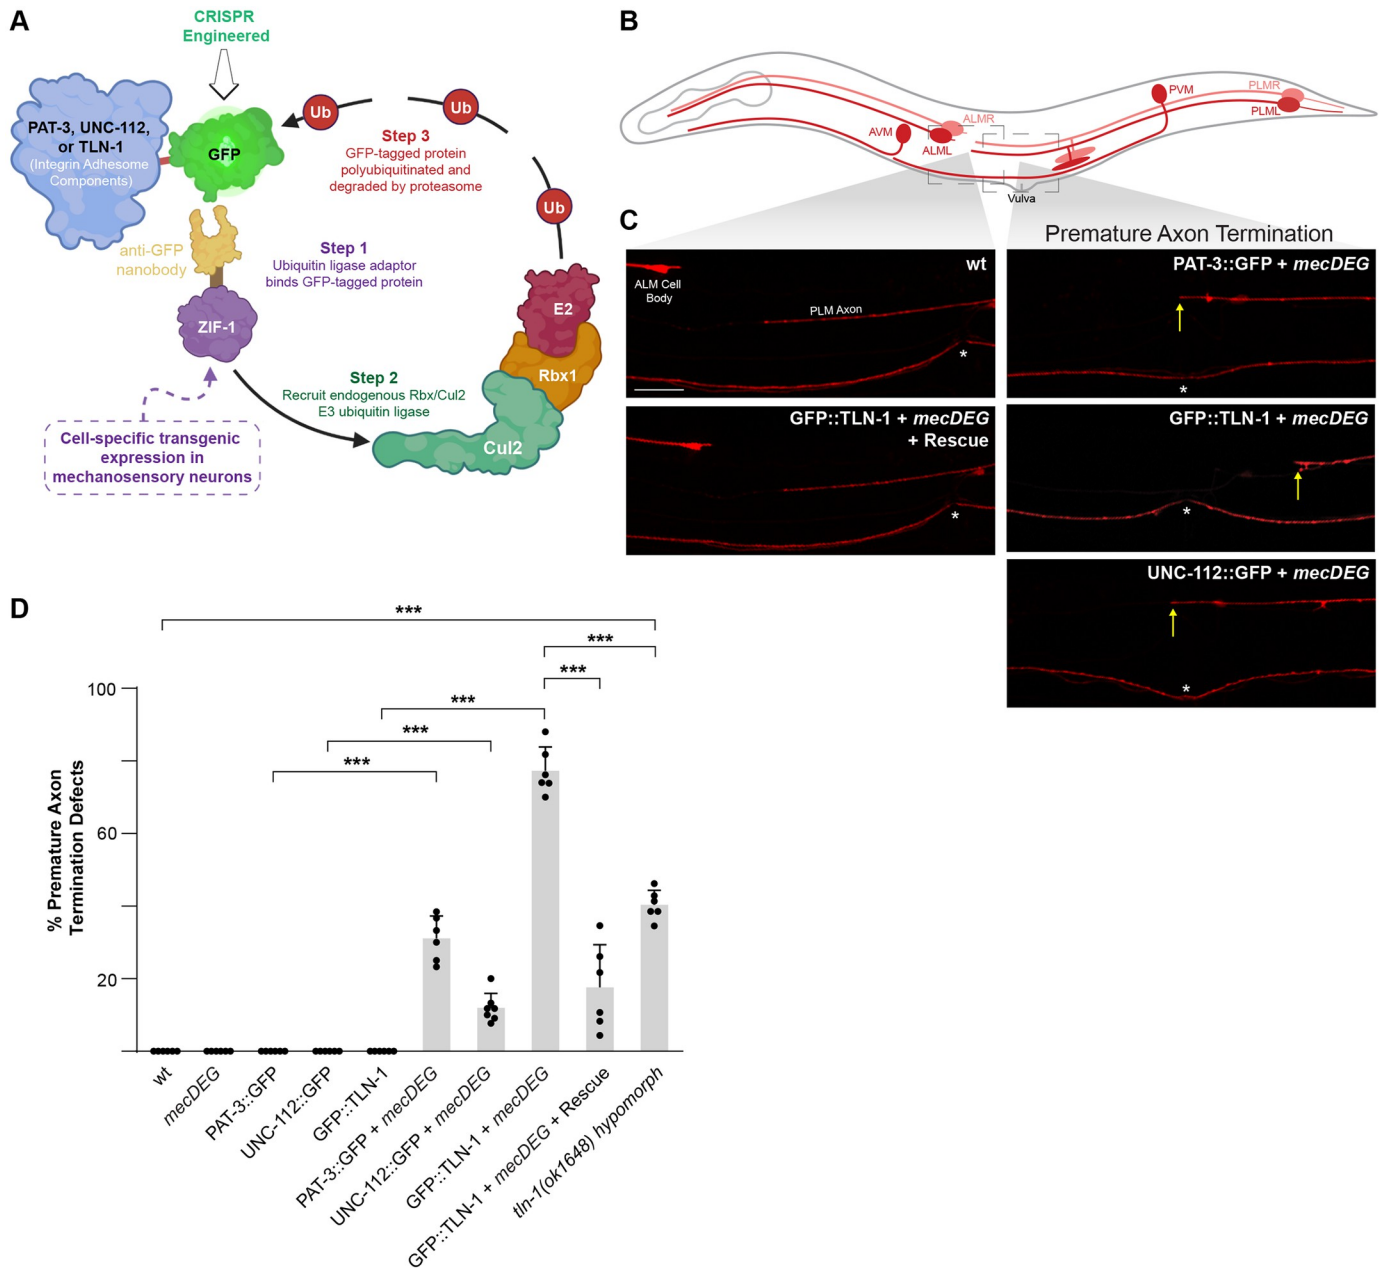 A
CRISPR
Engineered
PAT-3, UNC-112,
or TLN-1
(Integrin Adhesome
Components)
GFP
Ub
Ub
Ub
Step 3
GFP-tagged protein
polyubiquitinated and
degraded by proteasome
anti-GFP
nanobody
Step 1
Ubiquitin ligase adaptor
binds GFP-tagged protein
ZIF-1
E2
Rbx1
Cul2
Step 2
Recruit endogenous Rbx/Cul2
E3 ubiquitin ligase
Cell-specific transgenic
expression in
mechanosensory neurons
B
AVM
ALMR
ALML
PVM
PLMR
PLML
Vulva
C
Premature Axon Termination
wt
ALM Cell
Body
PLM Axon
*
GFP::TLN-1 + mecDEG
+ Rescue
*
PAT-3::GFP + mecDEG
*
GFP::TLN-1 + mecDEG
*
UNC-112::GFP + mecDEG
*
D
***
***
***
***
***
***
% Premature Axon
Termination Defects
100
60
20
wt
mecDEG
PAT-3::GFP
UNC-112::GFP
GFP::TLN-1
PAT-3::GFP + mecDEG
UNC-112::GFP + mecDEG
GFP::TLN-1 + mecDEG
GFP::TLN-1 + mecDEG + Rescue
tln-1(ok1648) hypomorph